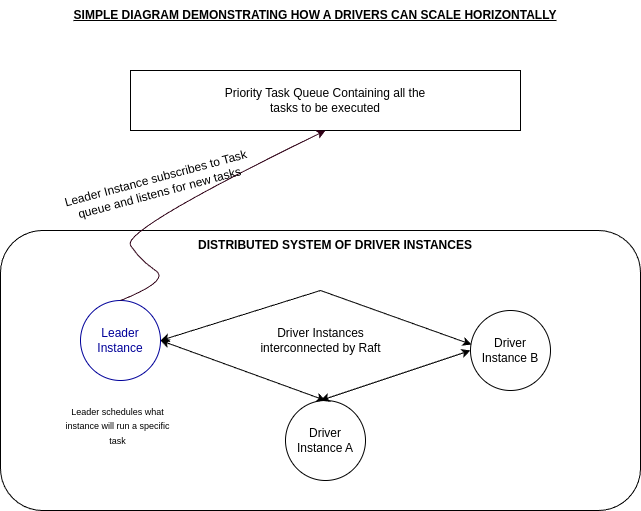 SIMPLE DIAGRAM DEMONSTRATING HOW A DRIVERS CAN SCALE HORIZONTALLY
Priority Task Queue Containing all the
tasks to be executed
Leader Instance subscribes to Task
queue and listens for new tasks
DISTRIBUTED SYSTEM OF DRIVER INSTANCES
Leader
Instance
Driver Instances
interconnected by Raft
Driver
Instance B
Leader schedules what
instance will run a specific
task
Driver
Instance A